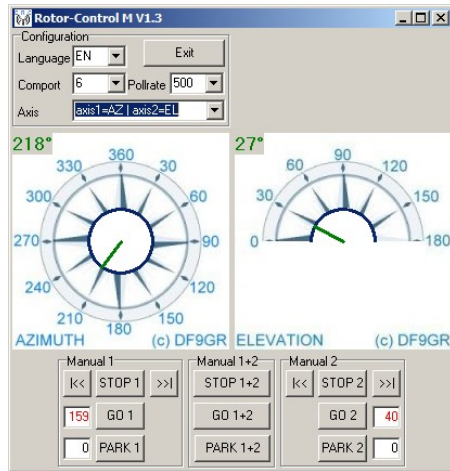 Rotor-Control M V1.3
Configuration
Language EN Exit
Comport 6 Pollrate 500
Axis axis1=AZ | axis2=EL
218° 27°
360
330 30
300 60
270 90
240 120
210 150
180
AZIMUTH (c) DF9GR
90
60 120
30 150
0 180
ELEVATION (c) DF9GR
Manual 1 Manual 1+2 Manual 2
|<< STOP 1 >>| STOP 1+2 |<< STOP 2 >>|
159 GO 1 GO 1+2 GO 2 40
0 PARK 1 PARK 1+2 PARK 2 0